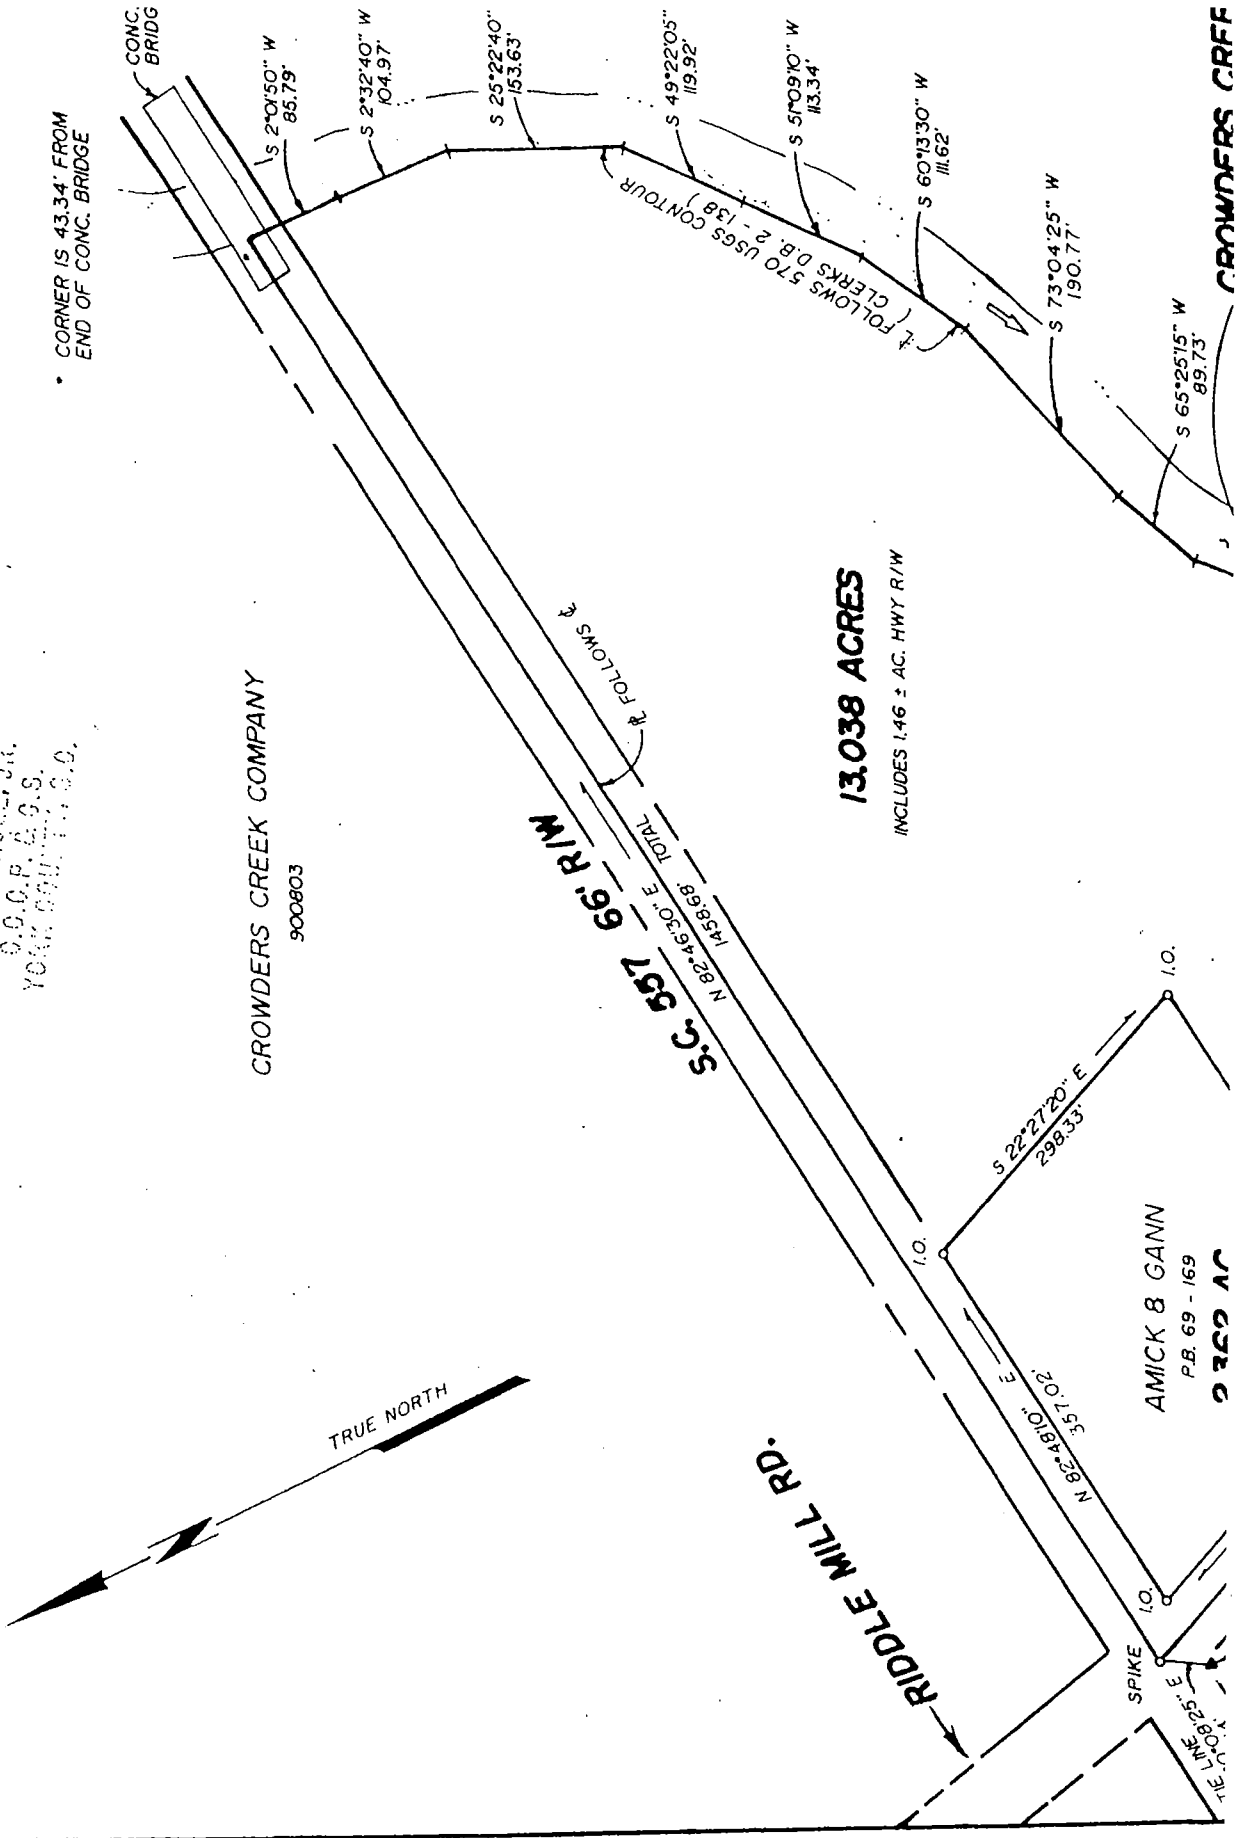 CONC.
BRIDG
* CORNER IS 43.34' FROM
END OF CONC. BRIDGE
S 2°01'50" W
85.79'
S 2°32'40" W
104.97'
S 25°22'40"
153.63'
S 49°22'05"
119.92'
S 51°09'10" W
113.34'
S 60°13'30" W
111.62'
S 73°04'25" W
190.77'
S 65°25'15" W
89.73'
℄ FOLLOWS 570 USGS CONTOUR
( CLERKS D.B. 2 - 138 )
CROWDERS CREEK COMPANY
900803
℄ FOLLOWS ℄
13.038 ACRES
INCLUDES 1.46 ± AC. HWY R/W
S.C. 557 66' R/W
N 82°46'30" E
1458.68' TOTAL
TRUE NORTH
N
RIDDLE MILL RD.
I.O.
S 22°27'20" E
298.33'
I.O.
N 82°48'10" E
357.02'
AMICK & GANN
P.B. 69 - 169
I.O.
SPIKE
TIE LINE